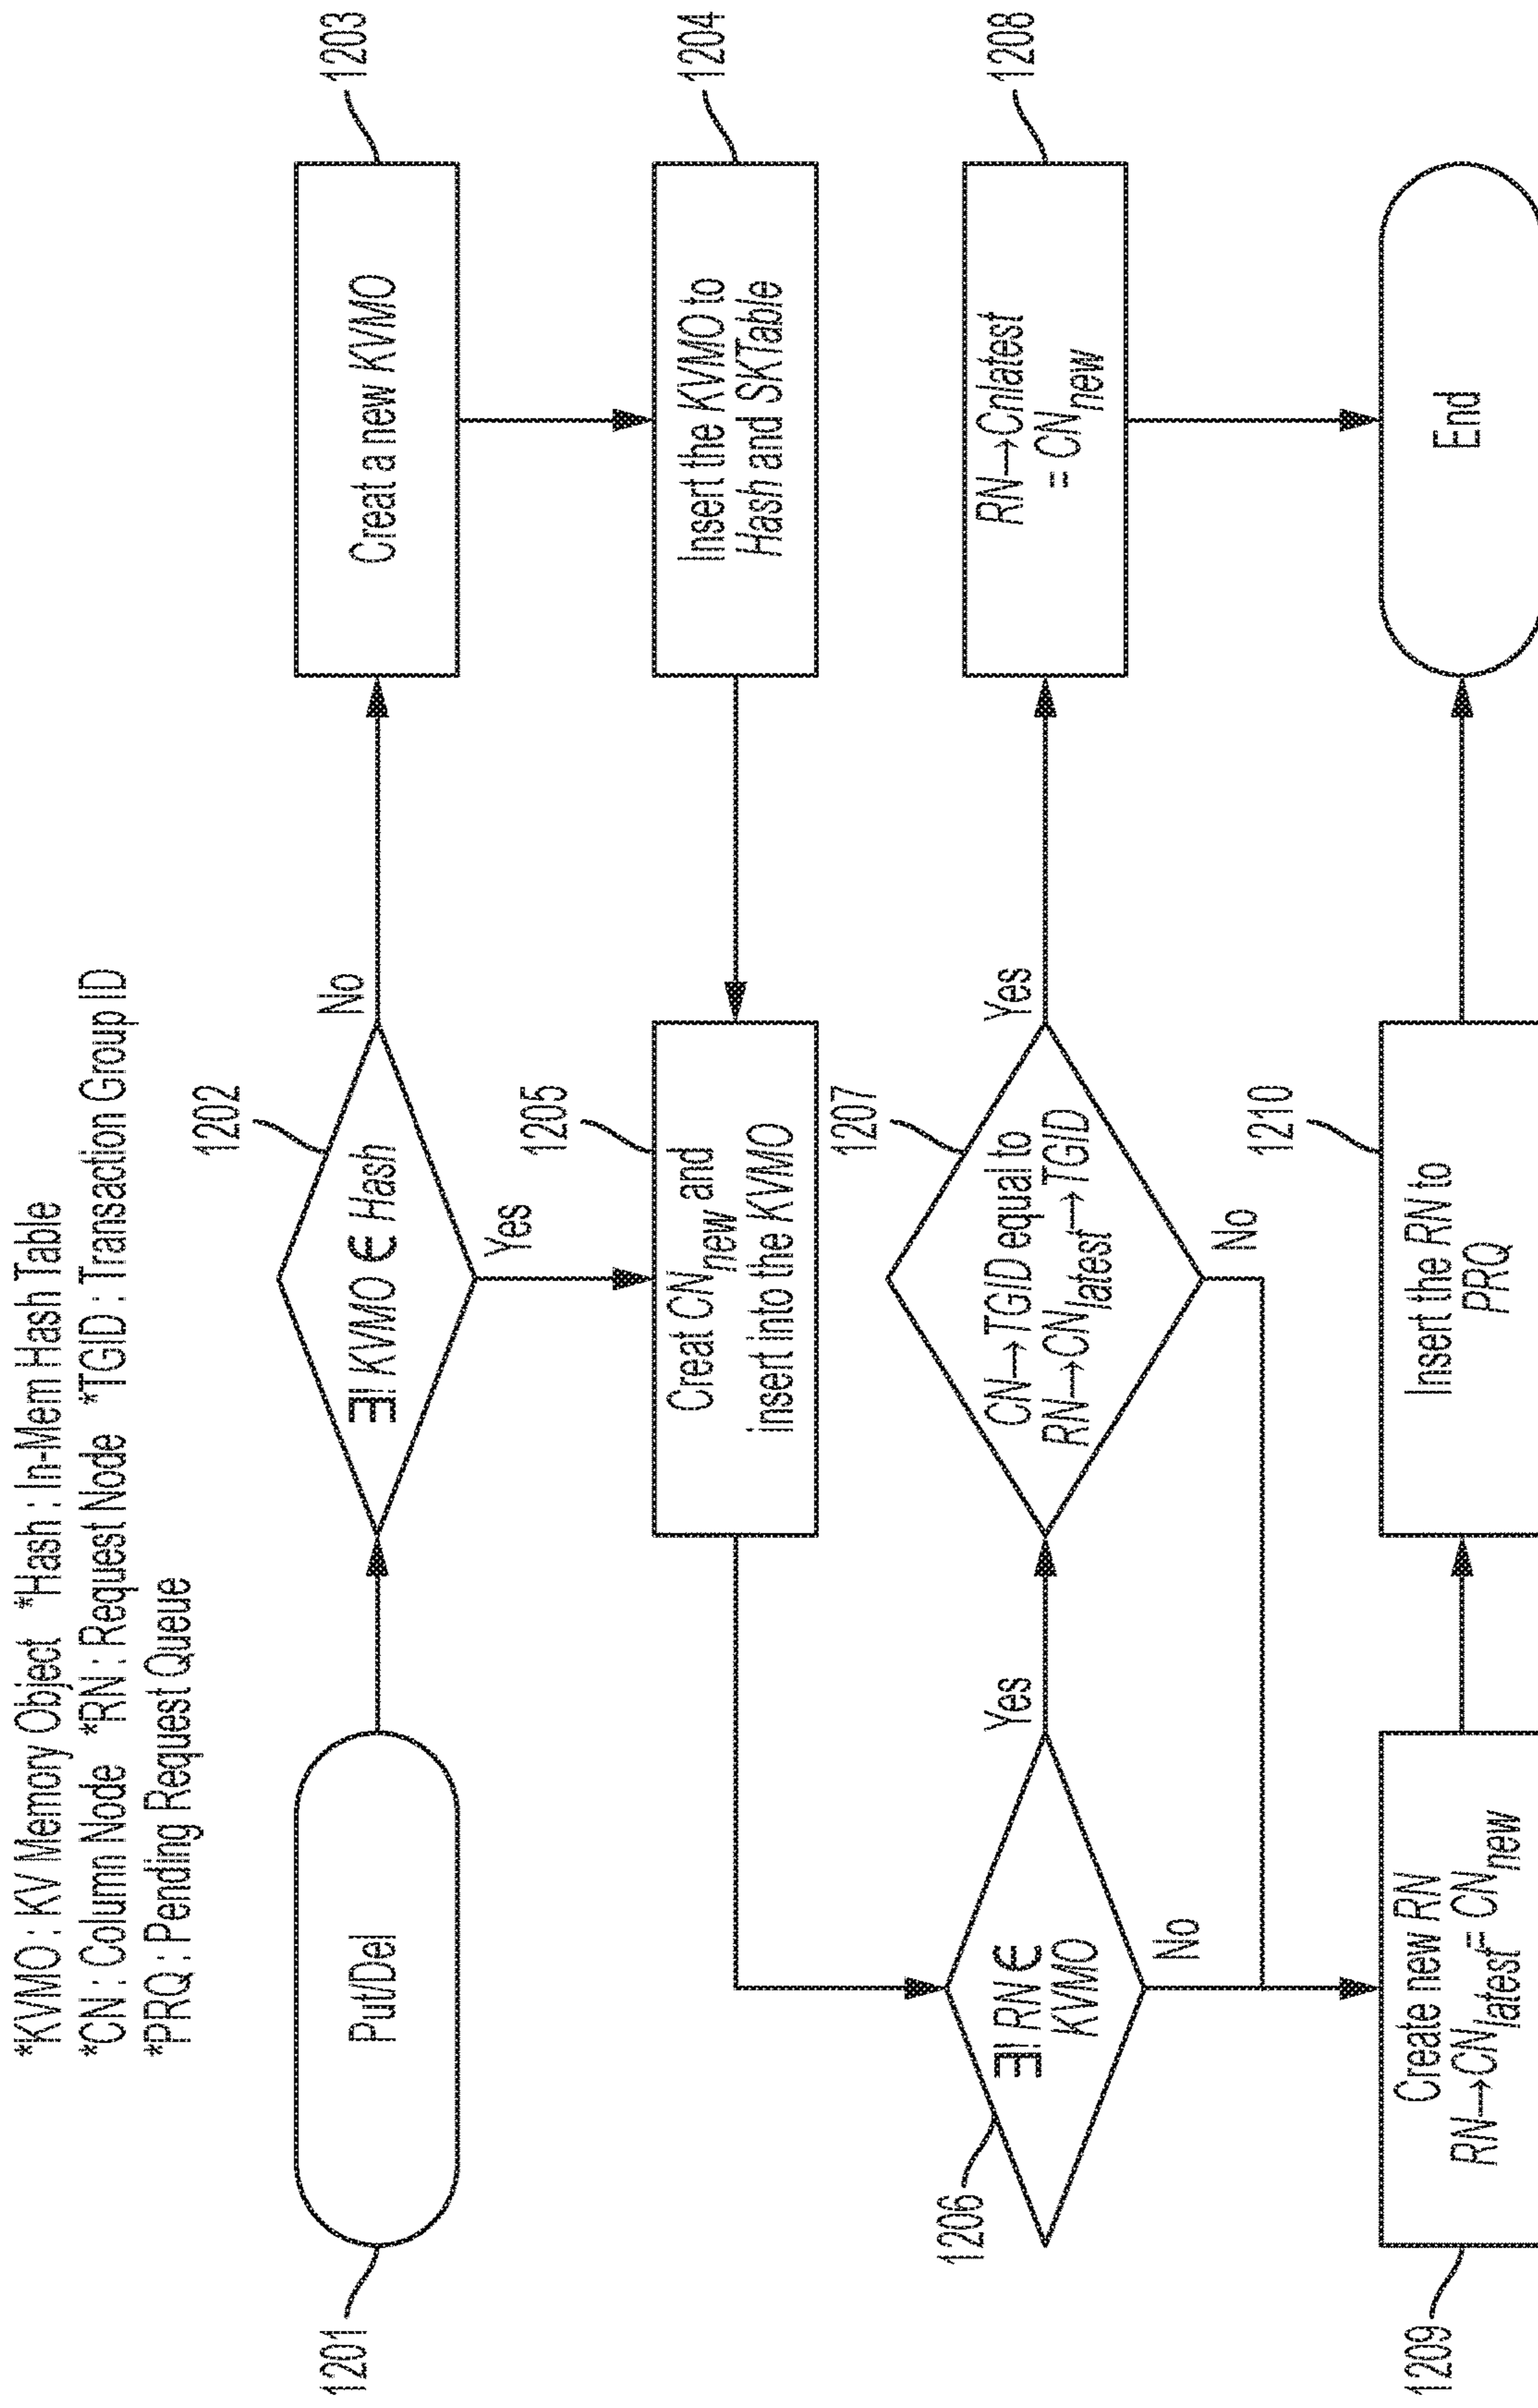 *KVMO : KV Memory Object *Hash : In-Mem Hash Table
*CN : Column Node *RN : Request Node *TGID : Transaction Group ID
*PRQ : Pending Request Queue
1201
Put/Del
1202
∃! KVMO ∈ Hash
No
Yes
1203
Creat a new KVMO
1204
Insert the KVMO to
Hash and SKTable
1205
Creat CNnew and
insert into the KVMO
1206
∃! RN ∈
KVMO
Yes
No
1207
CN→TGID equal to
RN→CNlatest→TGID
Yes
No
1208
RN→Cnlatest
= CNnew
1209
Create new RN
RN→CNlatest= CNnew
1210
Insert the RN to
PRQ
End